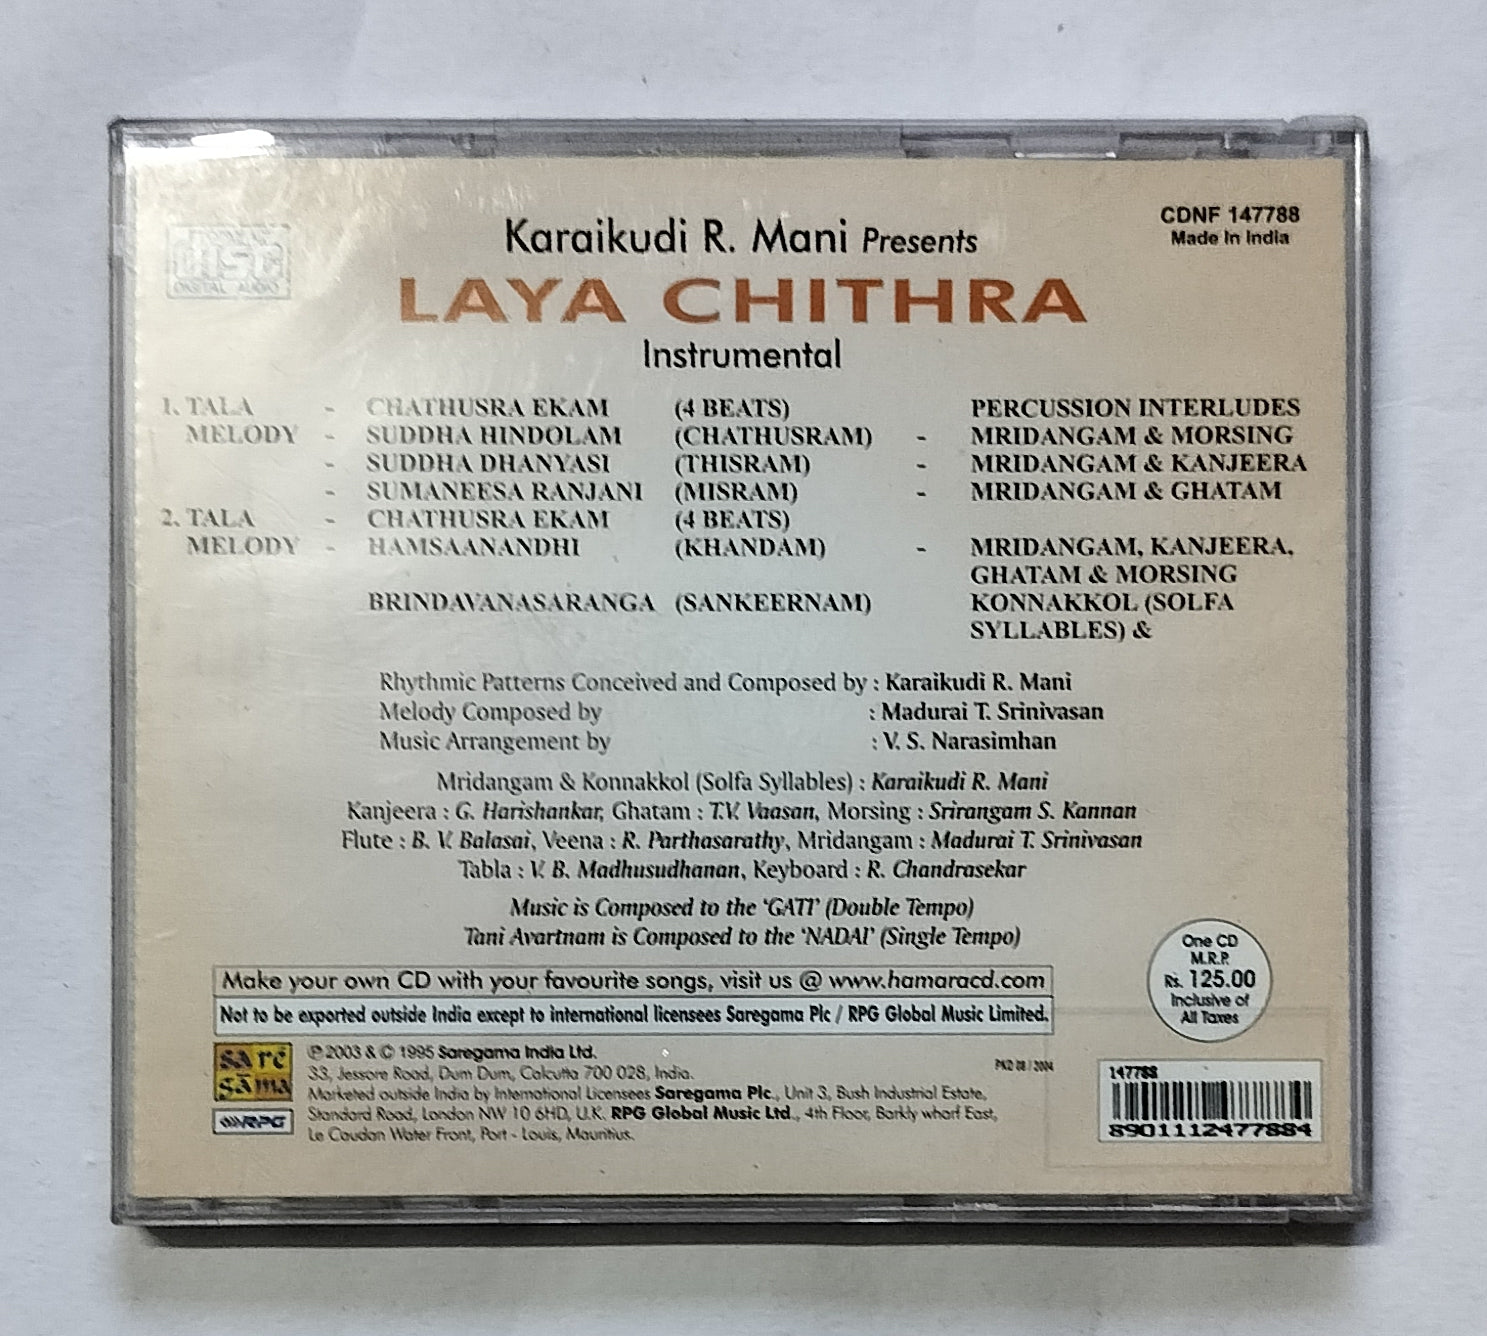 COMPACT
DISC
DIGITAL AUDIO
CDNF 147788
Made In India
Karaikudi R. Mani Presents
LAYA CHITHRA
Instrumental
1. TALA - CHATHUSRA EKAM (4 BEATS) PERCUSSION INTERLUDES
MELODY - SUDDHA HINDOLAM (CHATHUSRAM) - MRIDANGAM & MORSING
- SUDDHA DHANYASI (THISRAM) - MRIDANGAM & KANJEERA
- SUMANEESA RANJANI (MISRAM) - MRIDANGAM & GHATAM
2. TALA - CHATHUSRA EKAM (4 BEATS)
MELODY - HAMSAANANDHI (KHANDAM) - MRIDANGAM, KANJEERA,
GHATAM & MORSING
BRINDAVANASARANGA (SANKEERNAM) KONNAKKOL (SOLFA
SYLLABLES) &
Rhythmic Patterns Conceived and Composed by : Karaikudi R. Mani
Melody Composed by : Madurai T. Srinivasan
Music Arrangement by : V. S. Narasimhan
Mridangam & Konnakkol (Solfa Syllables) : Karaikudi R. Mani
Kanjeera : G. Harishankar, Ghatam : T.V. Vaasan, Morsing : Srirangam S. Kannan
Flute : B. V. Balasai, Veena : R. Parthasarathy, Mridangam : Madurai T. Srinivasan
Tabla : V. B. Madhusudhanan, Keyboard : R. Chandrasekar
Music is Composed to the 'GATI' (Double Tempo)
Tani Avartnam is Composed to the 'NADAI' (Single Tempo)
One CD
M.R.P.
Rs. 125.00
Inclusive of
All Taxes
Make your own CD with your favourite songs, visit us @ www.hamaracd.com
Not to be exported outside India except to international licensees Saregama Plc / RPG Global Music Limited.
sa re
ga ma
RPG
℗ 2003 & © 1995 Saregama India Ltd.
33, Jessore Road, Dum Dum, Calcutta 700 028, India.
Marketed outside India by International Licensees Saregama Plc., Unit 3, Bush Industrial Estate,
Standard Road, London NW 10 6HD, U.K. RPG Global Music Ltd., 4th Floor, Barkly wharf East,
Le Caudan Water Front, Port - Louis, Mauritius.
PKD 08 / 2004
147788
8901112477884